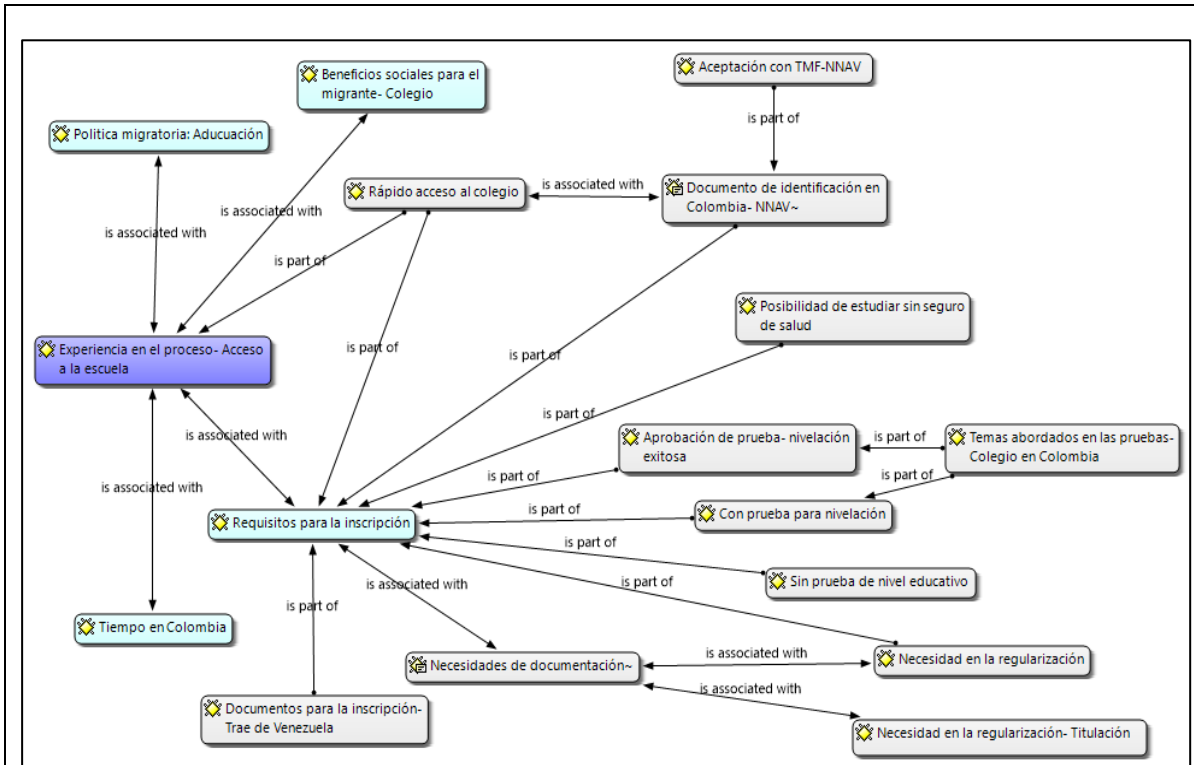 Beneficios sociales para el
migrante- Colegio
Aceptación con TMF-NNAV
is part of
Politica migratoria: Aducuación
Rápido acceso al colegio
is associated with
Documento de identificación en
Colombia- NNAV~
is associated with
is associated with
is part of
Posibilidad de estudiar sin seguro
de salud
Experiencia en el proceso- Acceso
a la escuela
is part of
is part of
is part of
Aprobación de prueba- nivelación
exitosa
is part of
Temas abordados en las pruebas-
Colegio en Colombia
is associated with
is part of
is part of
is associated with
Requisitos para la inscripción
is part of
Con prueba para nivelación
is part of
Sin prueba de nivel educativo
is associated with
is part of
is part of
Tiempo en Colombia
Necesidades de documentación~
is associated with
Necesidad en la regularización
is associated with
Documentos para la inscripción-
Trae de Venezuela
Necesidad en la regularización- Titulación